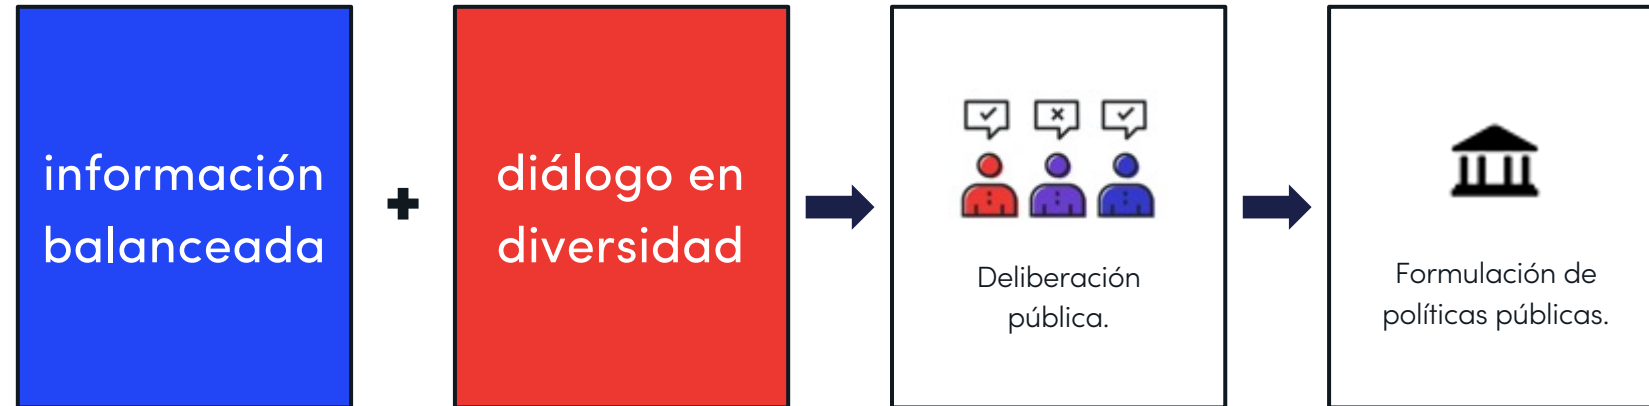 información
balanceada
+
diálogo en
diversidad
Deliberación
pública.
Formulación de
políticas públicas.